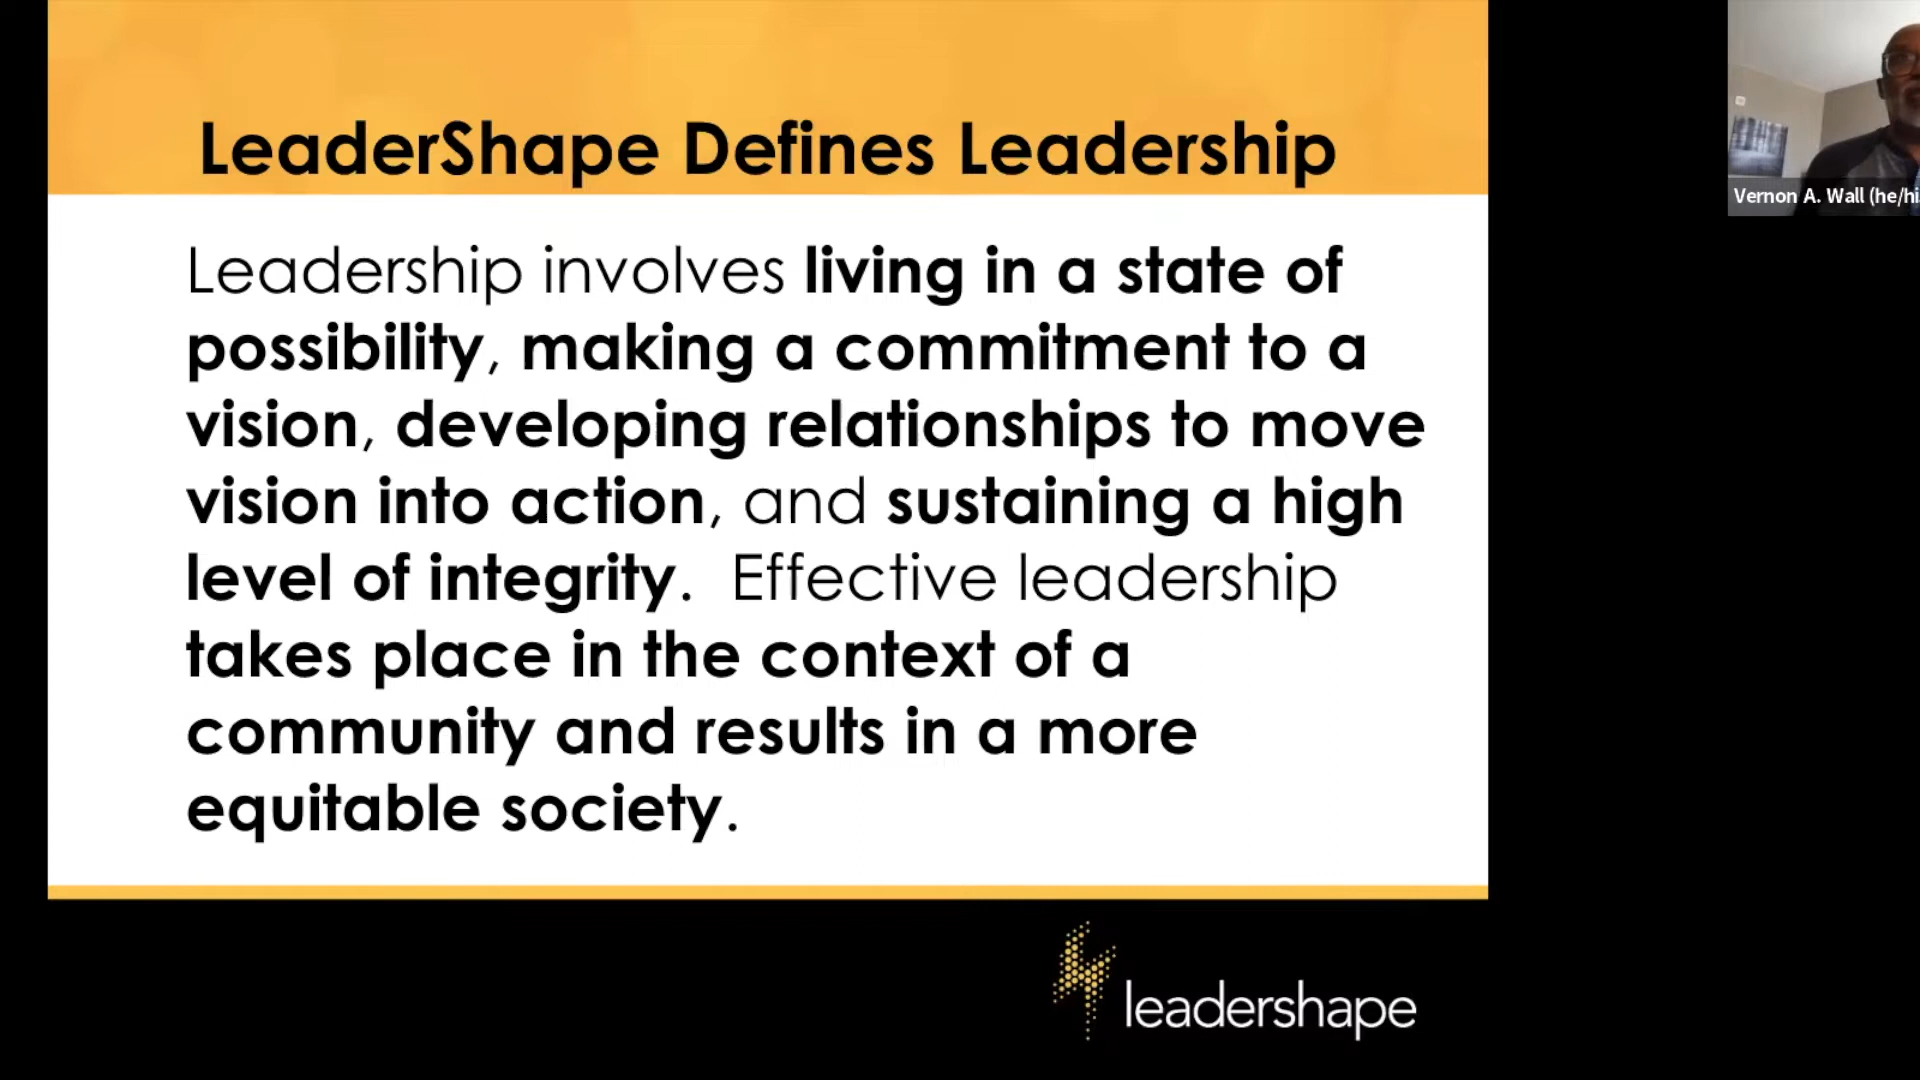 LeaderShape Defines Leadership
Leadership involves living in a state of
possibility, making a commitment to a
vision, developing relationships to move
vision into action, and sustaining a high
level of integrity. Effective leadership
takes place in the context of a
community and results in a more
equitable society.
leadershape
Vernon A. Wall (he/his